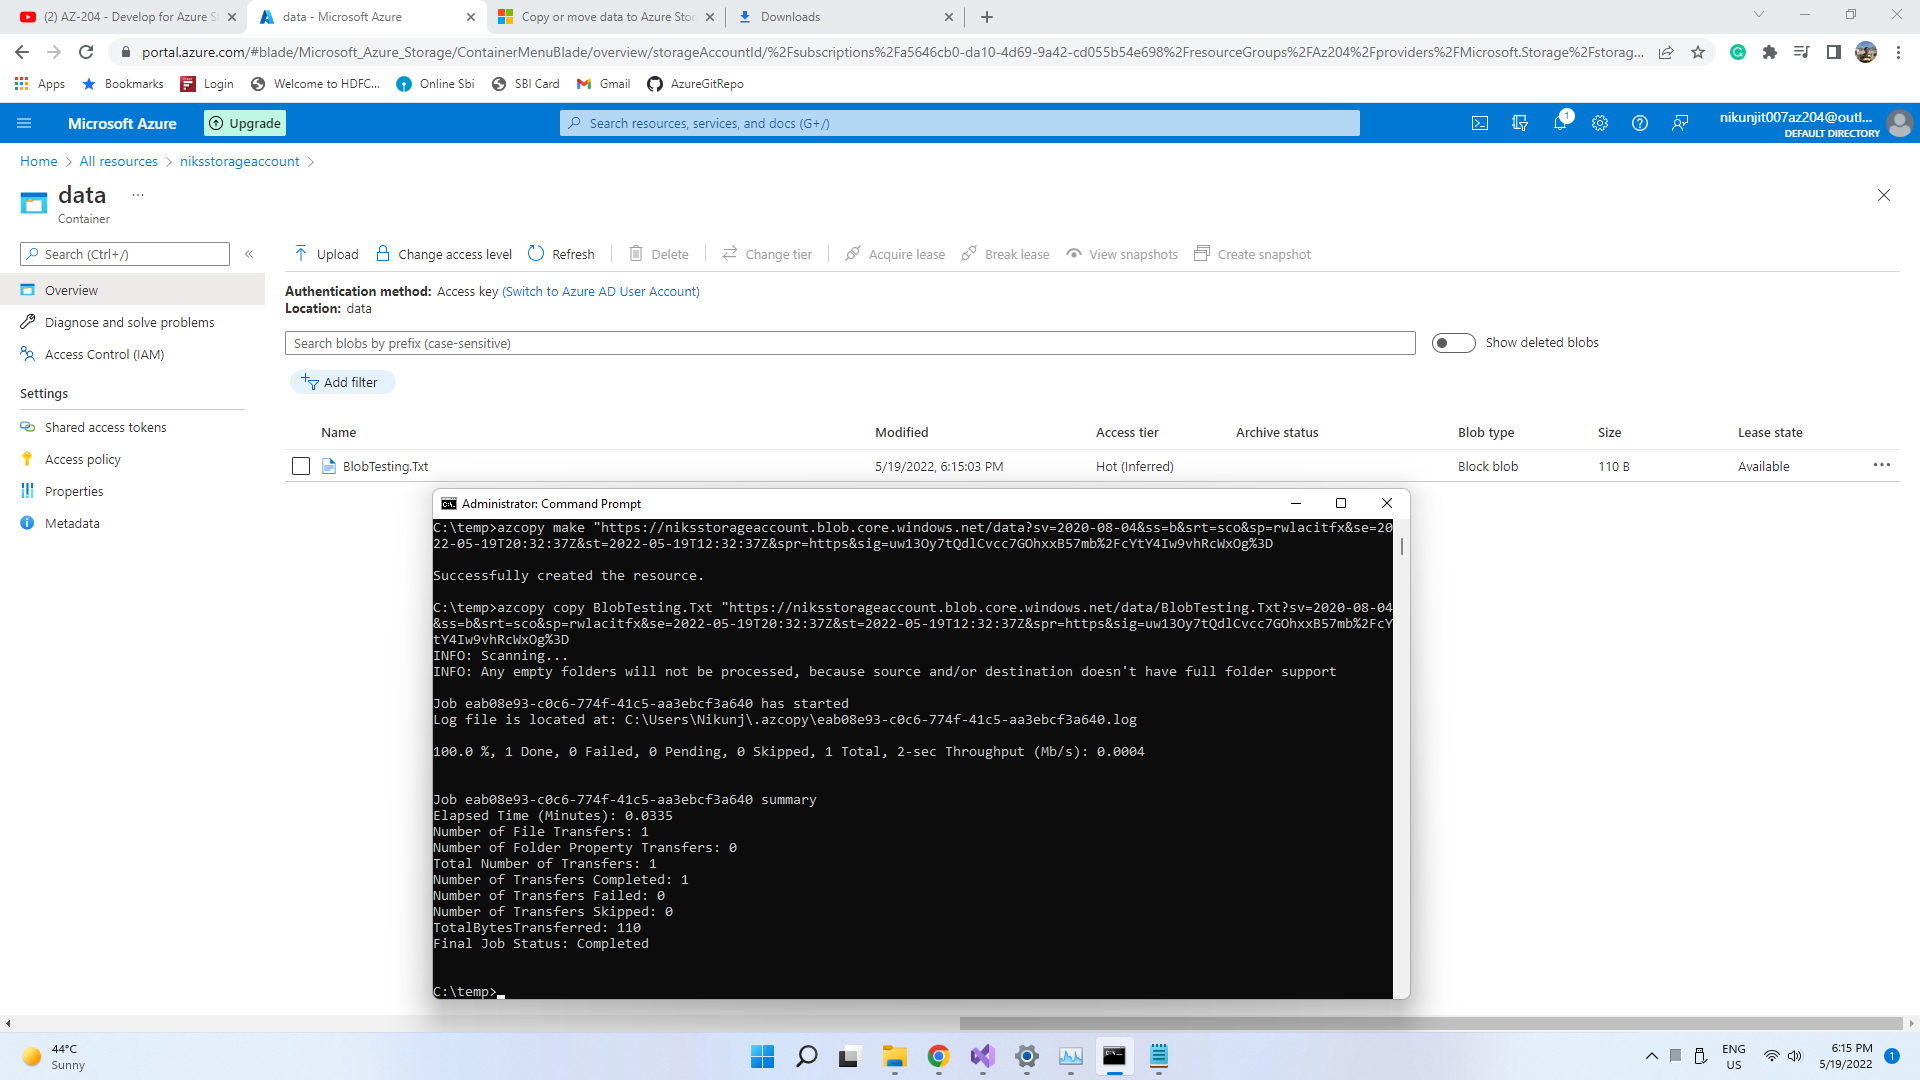 (2) AZ-204 - Develop for Azure S
data - Microsoft Azure
Copy or move data to Azure Stor
Downloads
portal.azure.com/#blade/Microsoft_Azure_Storage/ContainerMenuBlade/overview/storageAccountId/%2Fsubscriptions%2Fa5646cb0-da10-4d69-9a42-cd055b54e698%2FresourceGroups%2FAz204%2Fproviders%2FMicrosoft.Storage%2Fstorag...
Apps Bookmarks Login Welcome to HDFC... Online Sbi SBI Card Gmail AzureGitRepo
Microsoft Azure Upgrade Search resources, services, and docs (G+/) 1 nikunjit007az204@outl...
DEFAULT DIRECTORY
Home > All resources > niksstorageaccount >
data ...
Container
Search (Ctrl+/) «
Upload Change access level Refresh Delete Change tier Acquire lease Break lease View snapshots Create snapshot
Overview
Diagnose and solve problems
Access Control (IAM)
Settings
Shared access tokens
Access policy
Properties
Metadata
Authentication method: Access key (Switch to Azure AD User Account)
Location: data
Search blobs by prefix (case-sensitive)
Show deleted blobs
Add filter
Name Modified Access tier Archive status Blob type Size Lease state
BlobTesting.Txt 5/19/2022, 6:15:03 PM Hot (Inferred) Block blob 110 B Available ...
Administrator: Command Prompt
C:\temp>azcopy make "https://niksstorageaccount.blob.core.windows.net/data?sv=2020-08-04&ss=b&srt=sco&sp=rwlacitfx&se=20
22-05-19T20:32:37Z&st=2022-05-19T12:32:37Z&spr=https&sig=uw13Oy7tQdlCvcc7GOhxxB57mb%2FcYtY4Iw9vhRcWxOg%3D
Successfully created the resource.
C:\temp>azcopy copy BlobTesting.Txt "https://niksstorageaccount.blob.core.windows.net/data/BlobTesting.Txt?sv=2020-08-04
&ss=b&srt=sco&sp=rwlacitfx&se=2022-05-19T20:32:37Z&st=2022-05-19T12:32:37Z&spr=https&sig=uw13Oy7tQdlCvcc7GOhxxB57mb%2FcY
tY4Iw9vhRcWxOg%3D
INFO: Scanning...
INFO: Any empty folders will not be processed, because source and/or destination doesn't have full folder support
Job eab08e93-c0c6-774f-41c5-aa3ebcf3a640 has started
Log file is located at: C:\Users\Nikunj\.azcopy\eab08e93-c0c6-774f-41c5-aa3ebcf3a640.log
100.0 %, 1 Done, 0 Failed, 0 Pending, 0 Skipped, 1 Total, 2-sec Throughput (Mb/s): 0.0004
Job eab08e93-c0c6-774f-41c5-aa3ebcf3a640 summary
Elapsed Time (Minutes): 0.0335
Number of File Transfers: 1
Number of Folder Property Transfers: 0
Total Number of Transfers: 1
Number of Transfers Completed: 1
Number of Transfers Failed: 0
Number of Transfers Skipped: 0
TotalBytesTransferred: 110
Final Job Status: Completed
C:\temp>
44°C
Sunny
ENG
US
6:15 PM
5/19/2022
1